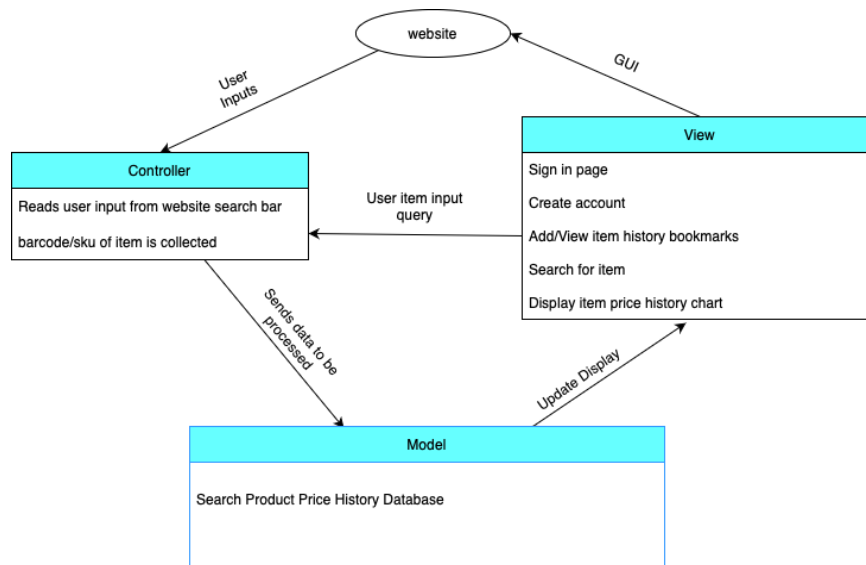 website
User
Inputs
GUI
View
Controller
Sign in page
Reads user input from website search bar
User item input
query
Create account
barcode/sku of item is collected
Add/View item history bookmarks
Search for item
Display item price history chart
Sends data to be
processed
Update Display
Model
Search Product Price History Database